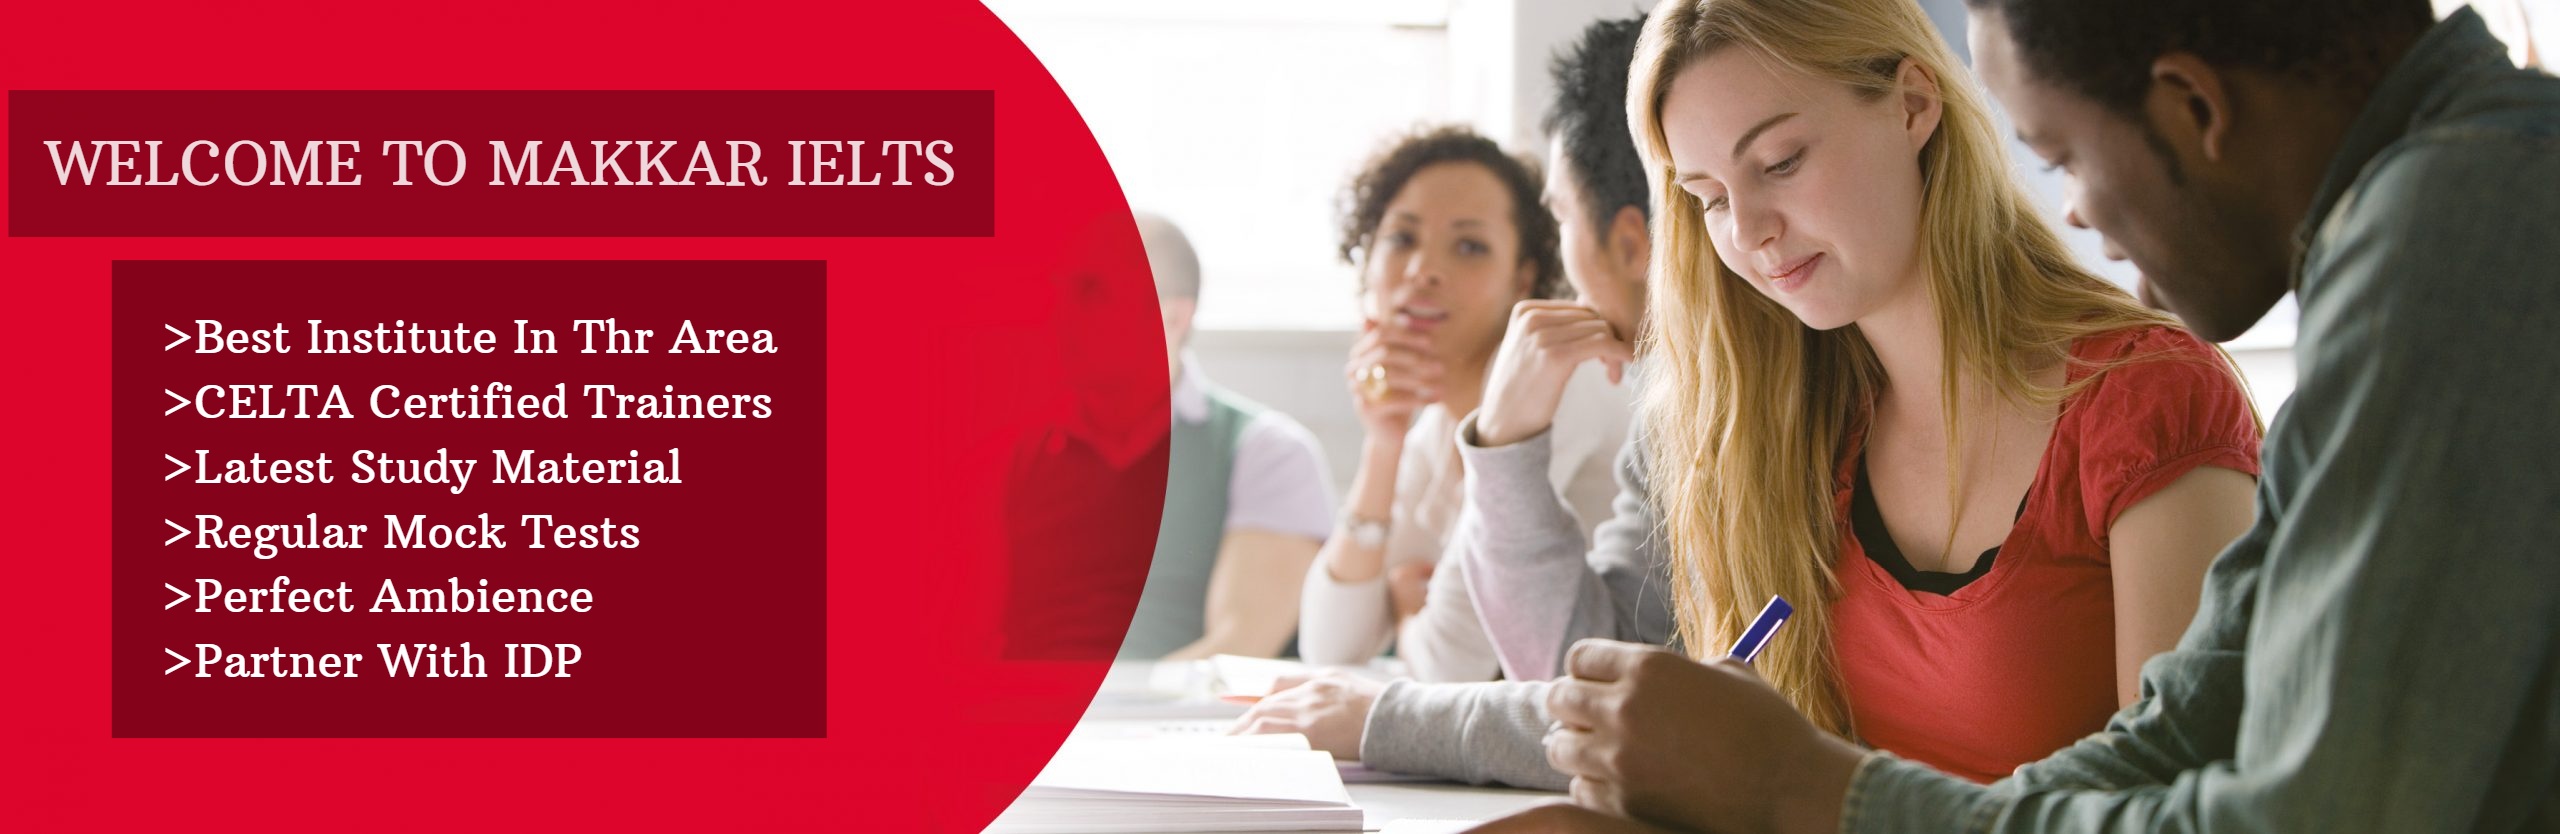 WELCOME TO MAKKAR IELTS
>Best Institute In Thr Area
>CELTA Certified Trainers
>Latest Study Material
>Regular Mock Tests
>Perfect Ambience
>Partner With IDP